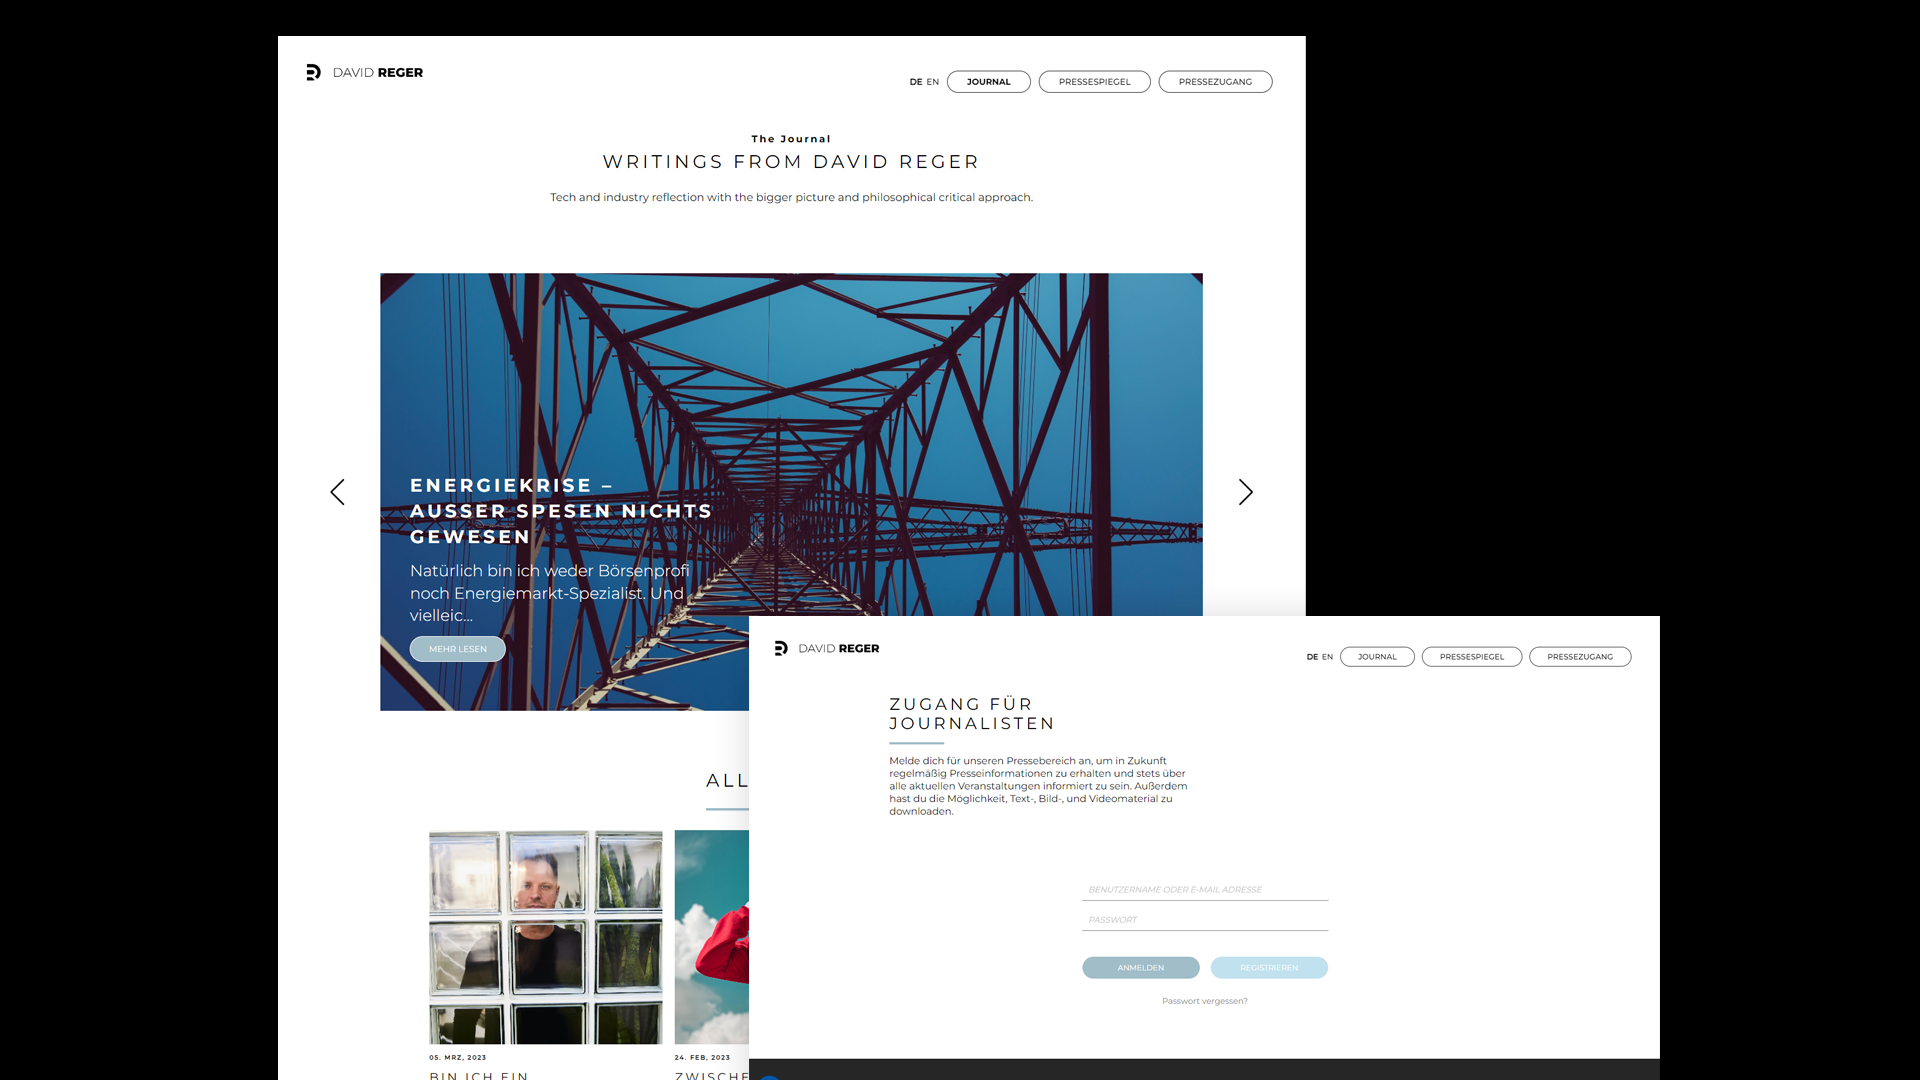 DAVID REGER
DE EN JOURNAL PRESSESPIEGEL PRESSEZUGANG
The Journal
WRITINGS FROM DAVID REGER
Tech and industry reflection with the bigger picture and philosophical critical approach.
ENERGIEKRISE –
AUSSER SPESEN NICHTS
GEWESEN
Natürlich bin ich weder Börsenprofi
noch Energiemarkt-Spezialist. Und
vielleic...
MEHR LESEN
ALL
05. MRZ, 2023
BIN ICH EIN
24. FEB, 2023
ZWISCHE
DAVID REGER
DE EN JOURNAL PRESSESPIEGEL PRESSEZUGANG
ZUGANG FÜR
JOURNALISTEN
Melde dich für unseren Pressebereich an, um in Zukunft
regelmäßig Presseinformationen zu erhalten und stets über
alle aktuellen Veranstaltungen informiert zu sein. Außerdem
hast du die Möglichkeit, Text-, Bild-, und Videomaterial zu
downloaden.
BENUTZERNAME ODER E-MAIL ADRESSE
PASSWORT
ANMELDEN REGISTRIEREN
Passwort vergessen?